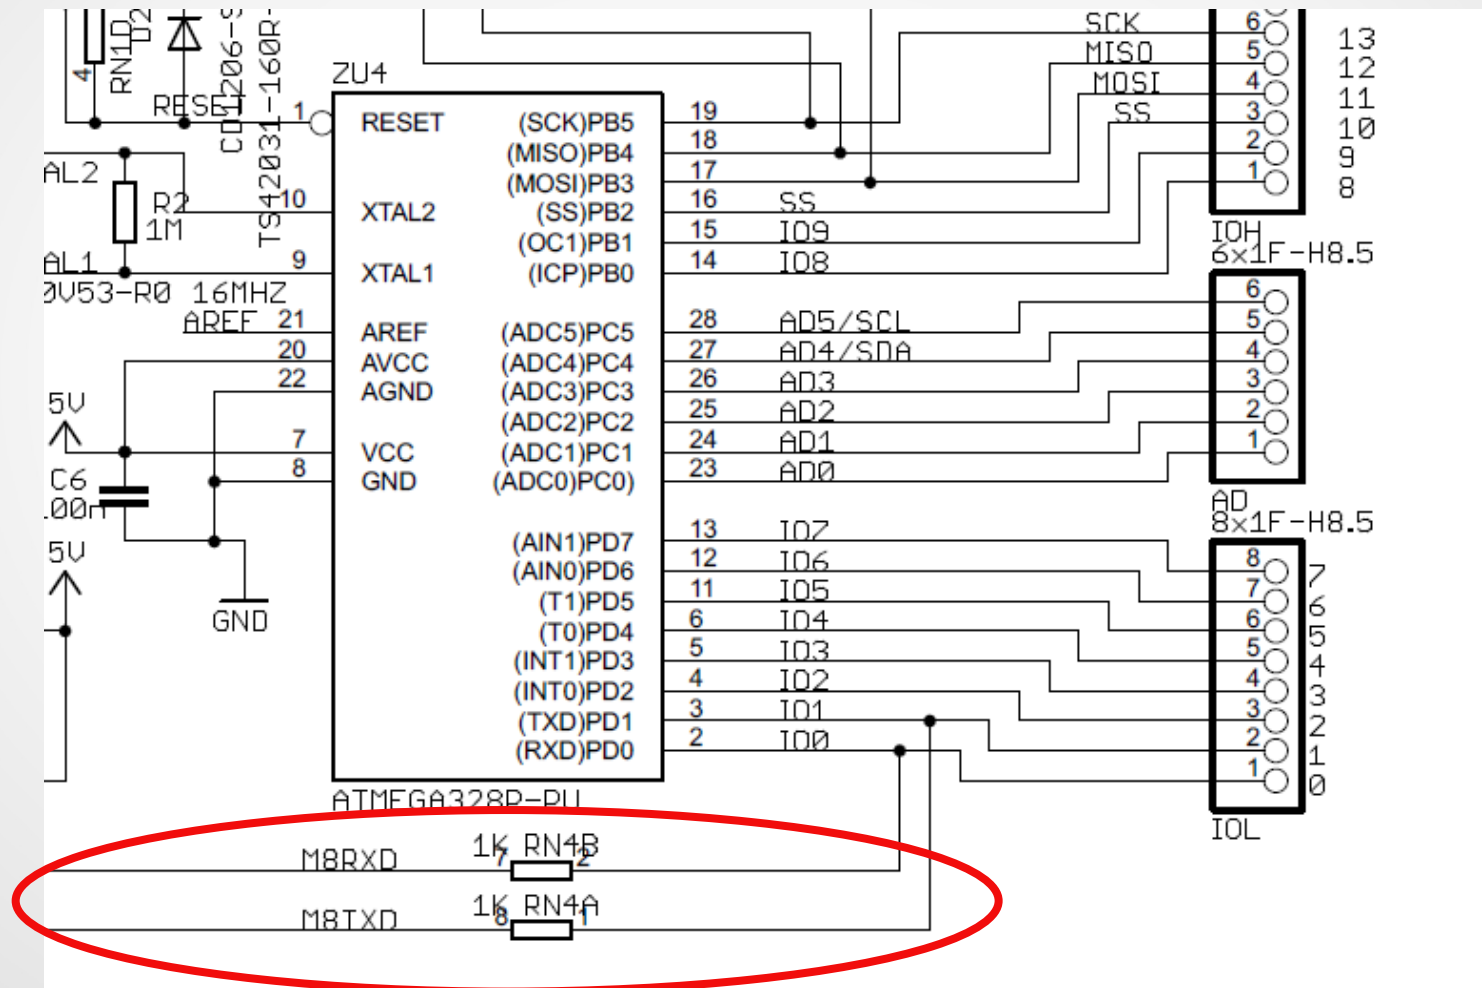 4
RN1D
D2
CD1206-S
TS42031-160R-
RESET
ZU4
1 RESET (SCK)PB5 19
(MISO)PB4 18
(MOSI)PB3 17
10 XTAL2 (SS)PB2 16 SS
(OC1)PB1 15 IO9
9 XTAL1 (ICP)PB0 14 IO8
AL2
R2
1M
AL1
0V53-R0 16MHZ
AREF 21 AREF (ADC5)PC5 28 AD5/SCL
20 AVCC (ADC4)PC4 27 AD4/SDA
22 AGND (ADC3)PC3 26 AD3
(ADC2)PC2 25 AD2
7 VCC (ADC1)PC1 24 AD1
8 GND (ADC0)PC0) 23 AD0
5V
C6
100n
5V
GND
(AIN1)PD7 13 IO7
(AIN0)PD6 12 IO6
(T1)PD5 11 IO5
(T0)PD4 6 IO4
(INT1)PD3 5 IO3
(INT0)PD2 4 IO2
(TXD)PD1 3 IO1
(RXD)PD0 2 IO0
ATMEGA328P-PU
SCK 6 13
MISO 5 12
MOSI 4 11
SS 3 10
2 9
1 8
IOH
6x1F-H8.5
6
5
4
3
2
1
AD
8x1F-H8.5
8 7
7 6
6 5
5 4
4 3
3 2
2 1
1 0
IOL
M8RXD 1K RN4B
7 2
M8TXD 1K RN4A
8 1